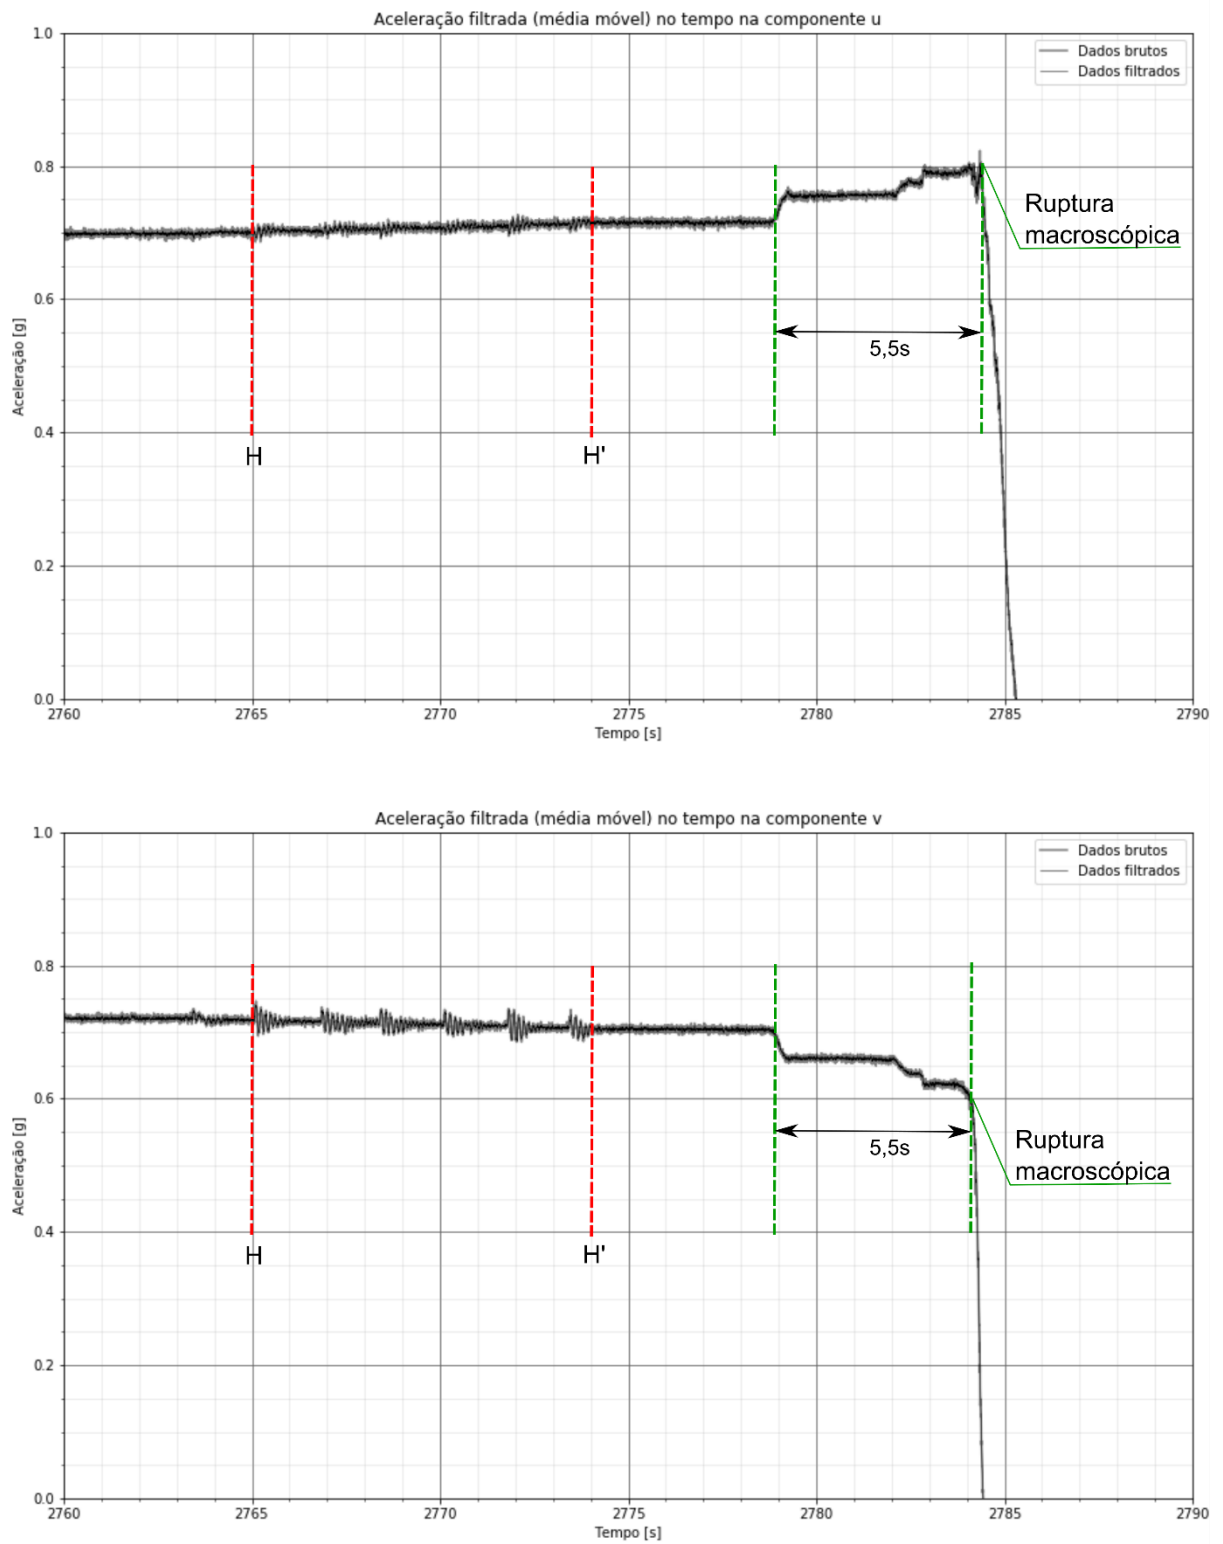 Aceleração filtrada (média móvel) no tempo na componente u
1.0
Dados brutos
Dados filtrados
0.8
Ruptura
macroscópica
0.6
5,5s
Aceleração [g]
0.4
H
H'
0.2
0.0
2760 2765 2770 2775 2780 2785 2790
Tempo [s]
Aceleração filtrada (média móvel) no tempo na componente v
1.0
Dados brutos
Dados filtrados
0.8
0.6
5,5s
Ruptura
macroscópica
Aceleração [g]
0.4
H
H'
0.2
0.0
2760 2765 2770 2775 2780 2785 2790
Tempo [s]